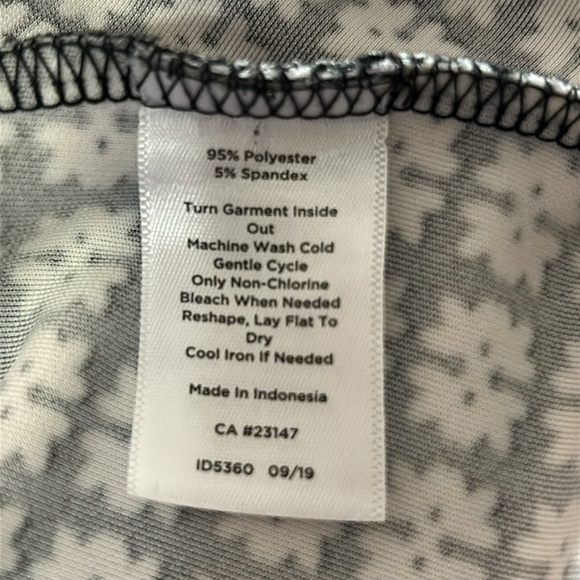 95% Polyester
5% Spandex
Turn Garment Inside
Out
Machine Wash Cold
Gentle Cycle
Only Non-Chlorine
Bleach When Needed
Reshape, Lay Flat To
Dry
Cool Iron If Needed
Made In Indonesia
CA #23147
ID5360 09/19